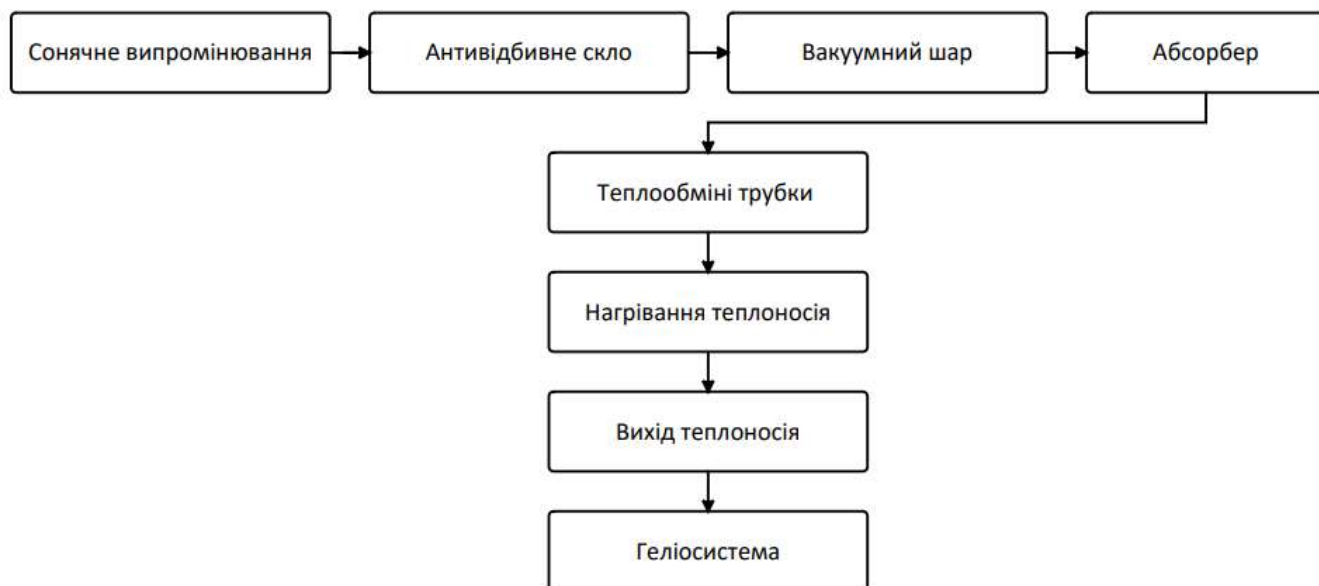 Сонячне випромінювання
Антивідбивне скло
Вакуумний шар
Абсорбер
Теплообміні трубки
Нагрівання теплоносія
Вихід теплоносія
Геліосистема